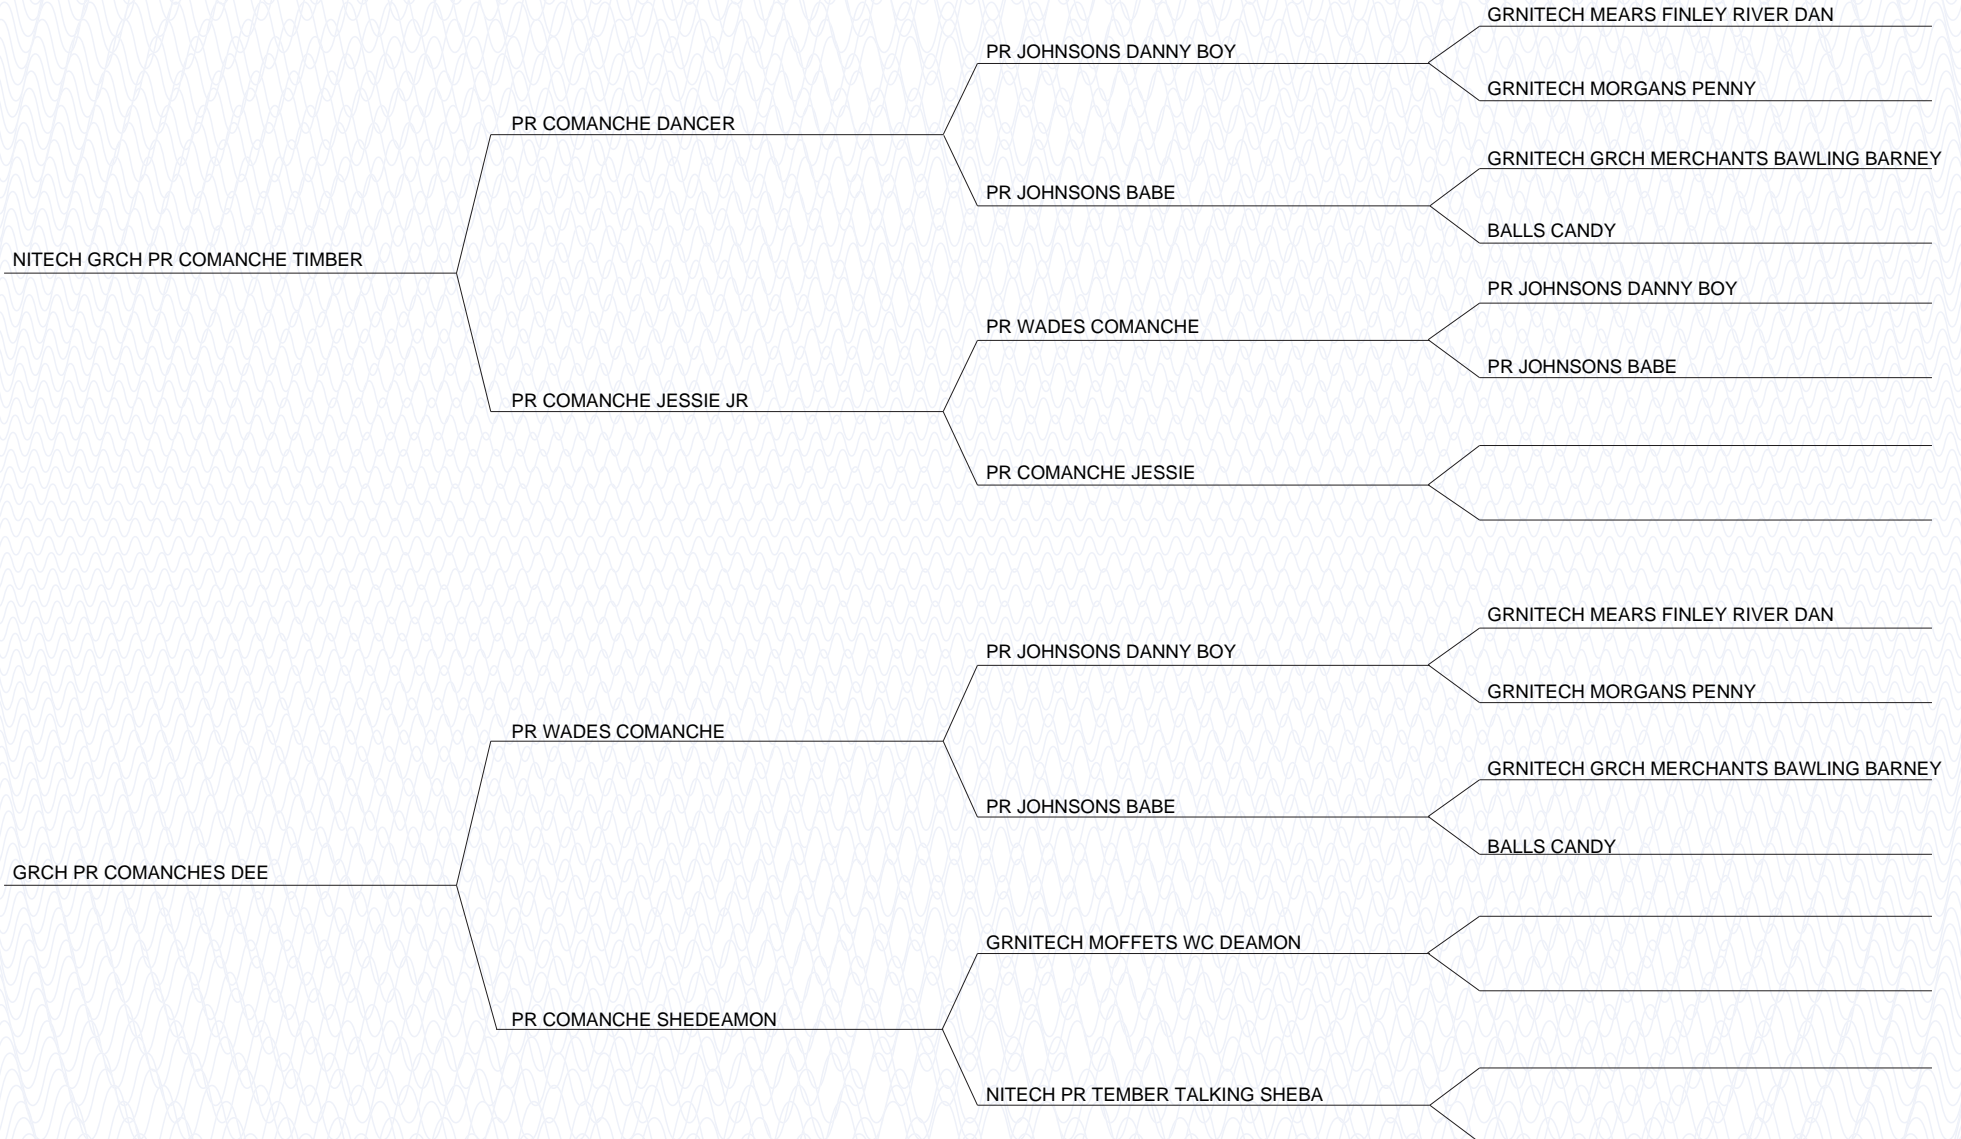 GRNITECH MEARS FINLEY RIVER DAN
PR JOHNSONS DANNY BOY
GRNITECH MORGANS PENNY
PR COMANCHE DANCER
GRNITECH GRCH MERCHANTS BAWLING BARNEY
PR JOHNSONS BABE
BALLS CANDY
NITECH GRCH PR COMANCHE TIMBER
PR JOHNSONS DANNY BOY
PR WADES COMANCHE
PR JOHNSONS BABE
PR COMANCHE JESSIE JR
PR COMANCHE JESSIE
GRNITECH MEARS FINLEY RIVER DAN
PR JOHNSONS DANNY BOY
GRNITECH MORGANS PENNY
PR WADES COMANCHE
GRNITECH GRCH MERCHANTS BAWLING BARNEY
PR JOHNSONS BABE
BALLS CANDY
GRCH PR COMANCHES DEE
GRNITECH MOFFETS WC DEAMON
PR COMANCHE SHEDEAMON
NITECH PR TEMBER TALKING SHEBA